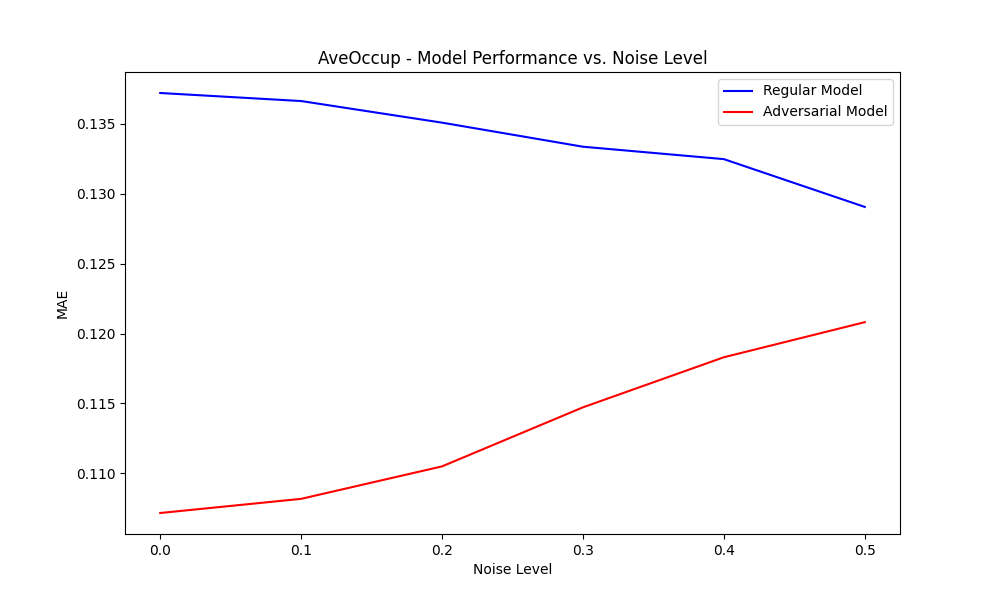 AveOccup - Model Performance vs. Noise Level
Regular Model
Adversarial Model
MAE
0.135
0.130
0.125
0.120
0.115
0.110
0.0 0.1 0.2 0.3 0.4 0.5
Noise Level